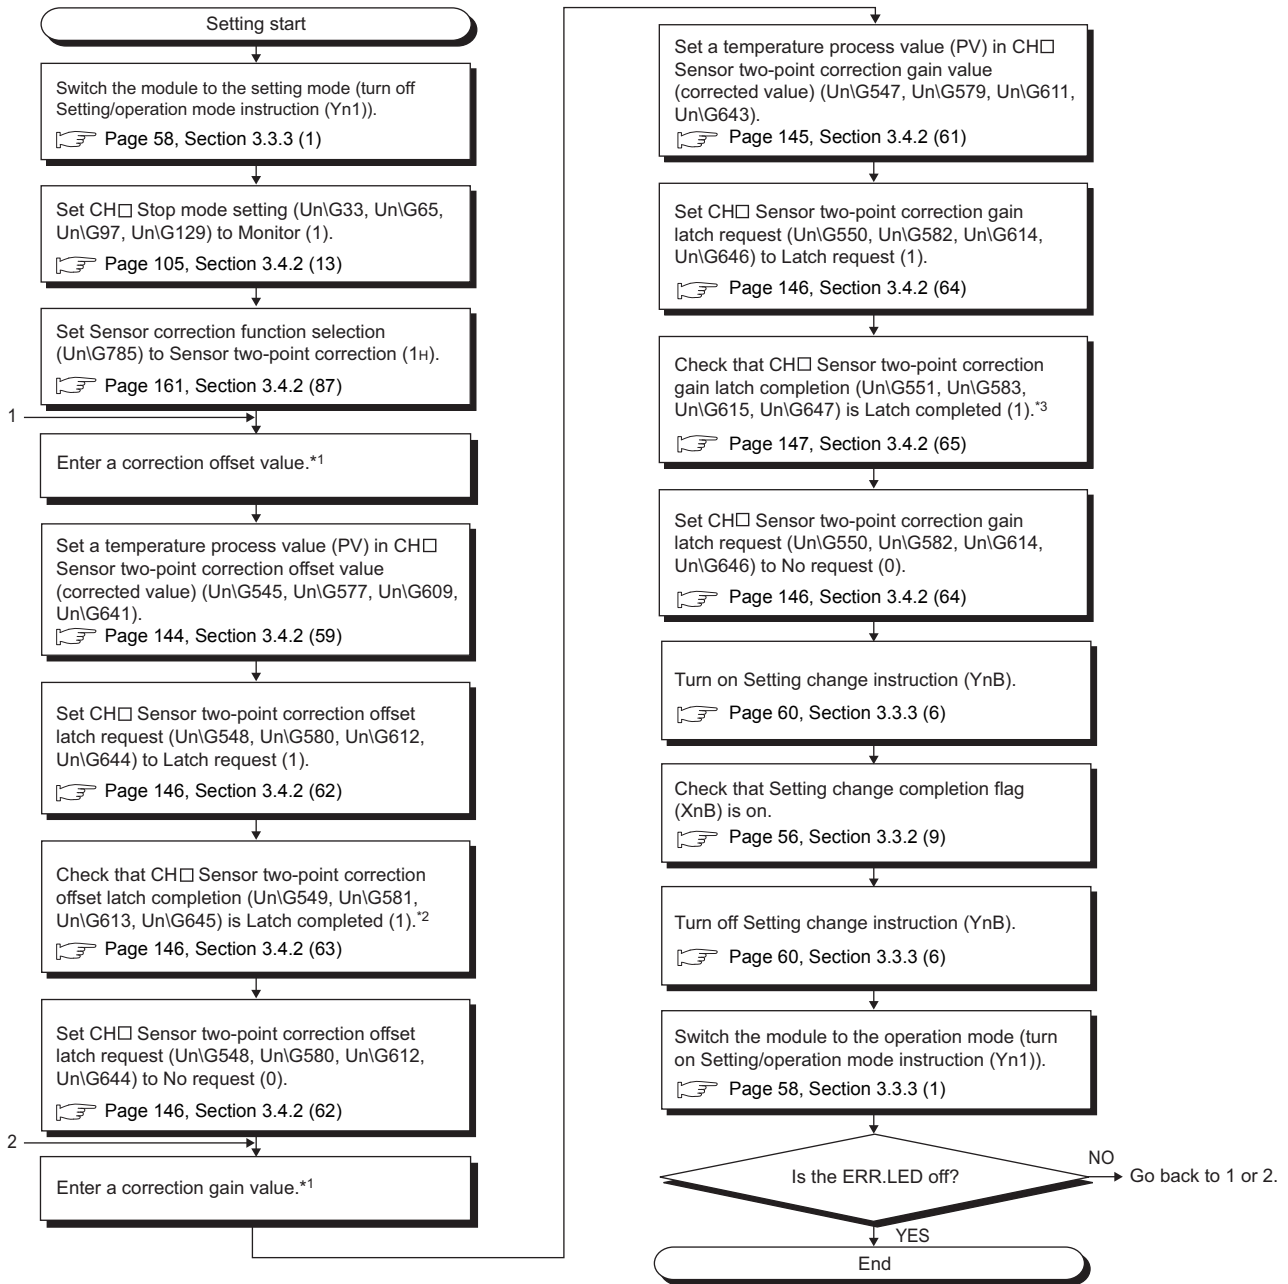 Setting start
Switch the module to the setting mode (turn off
Setting/operation mode instruction (Yn1)).
Page 58, Section 3.3.3 (1)
Set CH□ Stop mode setting (Un\G33, Un\G65,
Un\G97, Un\G129) to Monitor (1).
Page 105, Section 3.4.2 (13)
Set Sensor correction function selection
(Un\G785) to Sensor two-point correction (1H).
Page 161, Section 3.4.2 (87)
1
Enter a correction offset value.*1
Set a temperature process value (PV) in CH□
Sensor two-point correction offset value
(corrected value) (Un\G545, Un\G577, Un\G609,
Un\G641).
Page 144, Section 3.4.2 (59)
Set CH□ Sensor two-point correction offset
latch request (Un\G548, Un\G580, Un\G612,
Un\G644) to Latch request (1).
Page 146, Section 3.4.2 (62)
Check that CH□ Sensor two-point correction
offset latch completion (Un\G549, Un\G581,
Un\G613, Un\G645) is Latch completed (1).*2
Page 146, Section 3.4.2 (63)
Set CH□ Sensor two-point correction offset
latch request (Un\G548, Un\G580, Un\G612,
Un\G644) to No request (0).
Page 146, Section 3.4.2 (62)
2
Enter a correction gain value.*1
Set a temperature process value (PV) in CH□
Sensor two-point correction gain value
(corrected value) (Un\G547, Un\G579, Un\G611,
Un\G643).
Page 145, Section 3.4.2 (61)
Set CH□ Sensor two-point correction gain
latch request (Un\G550, Un\G582, Un\G614,
Un\G646) to Latch request (1).
Page 146, Section 3.4.2 (64)
Check that CH□ Sensor two-point correction
gain latch completion (Un\G551, Un\G583,
Un\G615, Un\G647) is Latch completed (1).*3
Page 147, Section 3.4.2 (65)
Set CH□ Sensor two-point correction gain
latch request (Un\G550, Un\G582, Un\G614,
Un\G646) to No request (0).
Page 146, Section 3.4.2 (64)
Turn on Setting change instruction (YnB).
Page 60, Section 3.3.3 (6)
Check that Setting change completion flag
(XnB) is on.
Page 56, Section 3.3.2 (9)
Turn off Setting change instruction (YnB).
Page 60, Section 3.3.3 (6)
Switch the module to the operation mode (turn
on Setting/operation mode instruction (Yn1)).
Page 58, Section 3.3.3 (1)
Is the ERR.LED off?
NO
Go back to 1 or 2.
YES
End